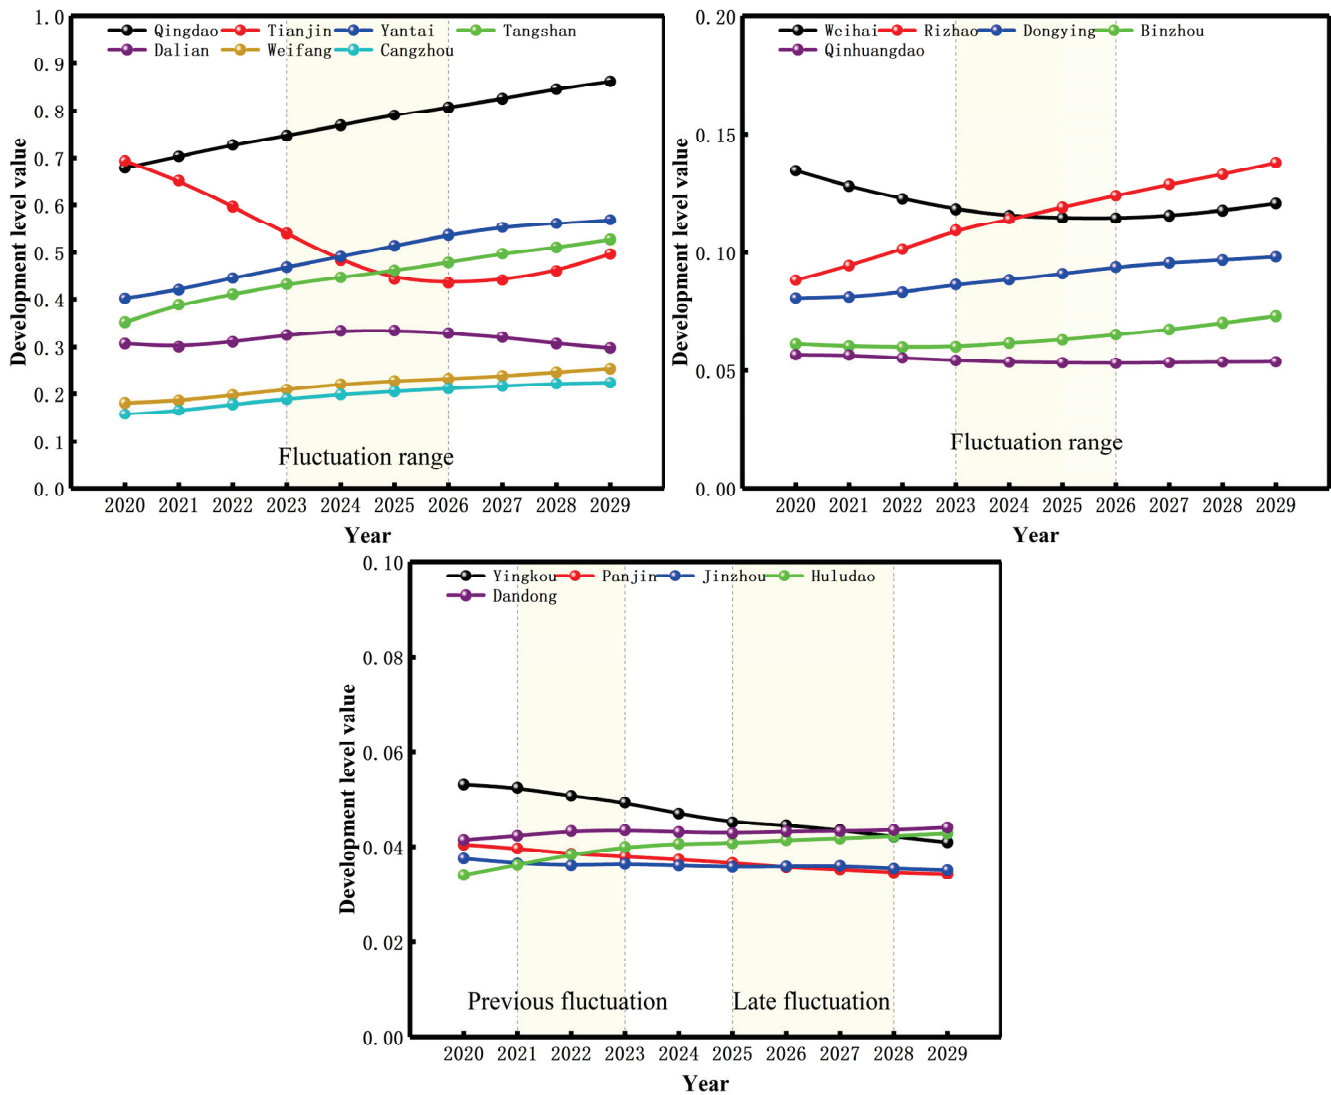 Development level value
1.0
0.9
0.8
0.7
0.6
0.5
0.4
0.3
0.2
0.1
0.0
Qingdao Tianjin Yantai Tangshan
Dalian Weifang Cangzhou
Fluctuation range
2020 2021 2022 2023 2024 2025 2026 2027 2028 2029
Year
Development level value
0.20
0.15
0.10
0.05
0.00
Weihai Rizhao Dongying Binzhou
Qinhuangdao
Fluctuation range
2020 2021 2022 2023 2024 2025 2026 2027 2028 2029
Year
Development level value
0.10
0.08
0.06
0.04
0.02
0.00
Yingkou Panjin Jinzhou Huludao
Dandong
Previous fluctuation Late fluctuation
2020 2021 2022 2023 2024 2025 2026 2027 2028 2029
Year